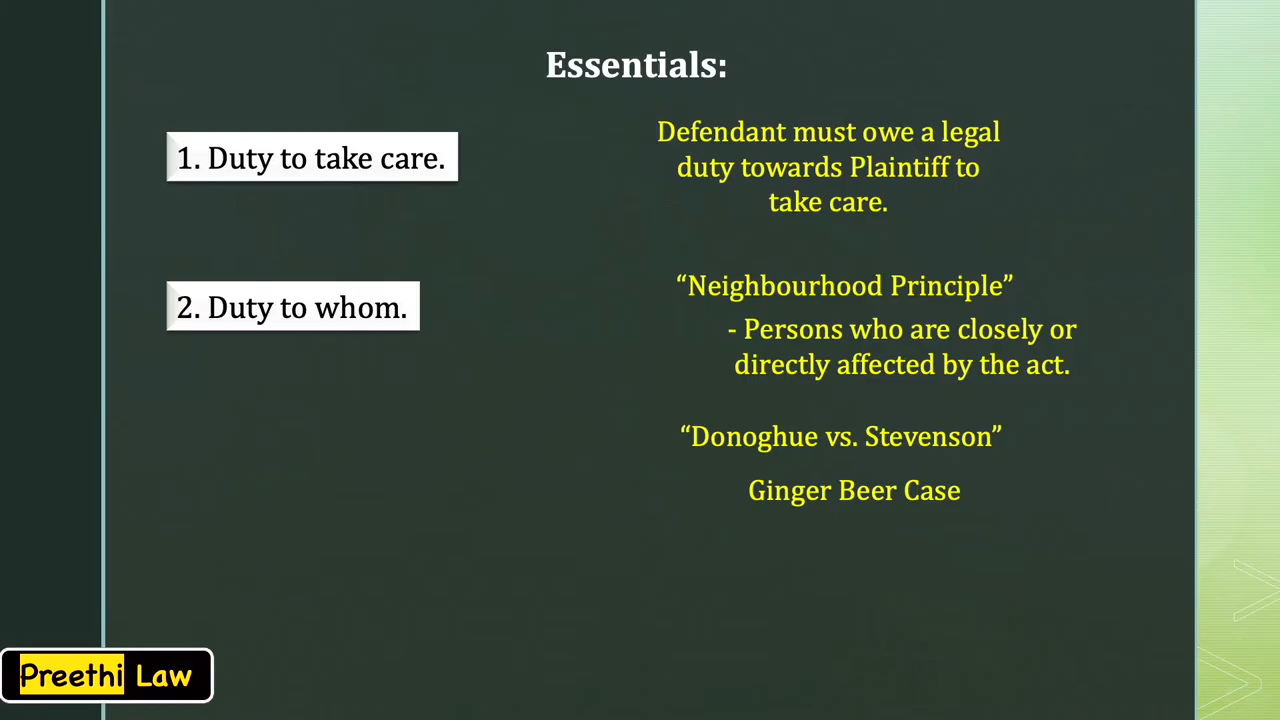 Essentials:
1. Duty to take care.
Defendant must owe a legal
duty towards Plaintiff to
take care.
2. Duty to whom.
“Neighbourhood Principle”
- Persons who are closely or
directly affected by the act.
“Donoghue vs. Stevenson”
Ginger Beer Case
Preethi Law